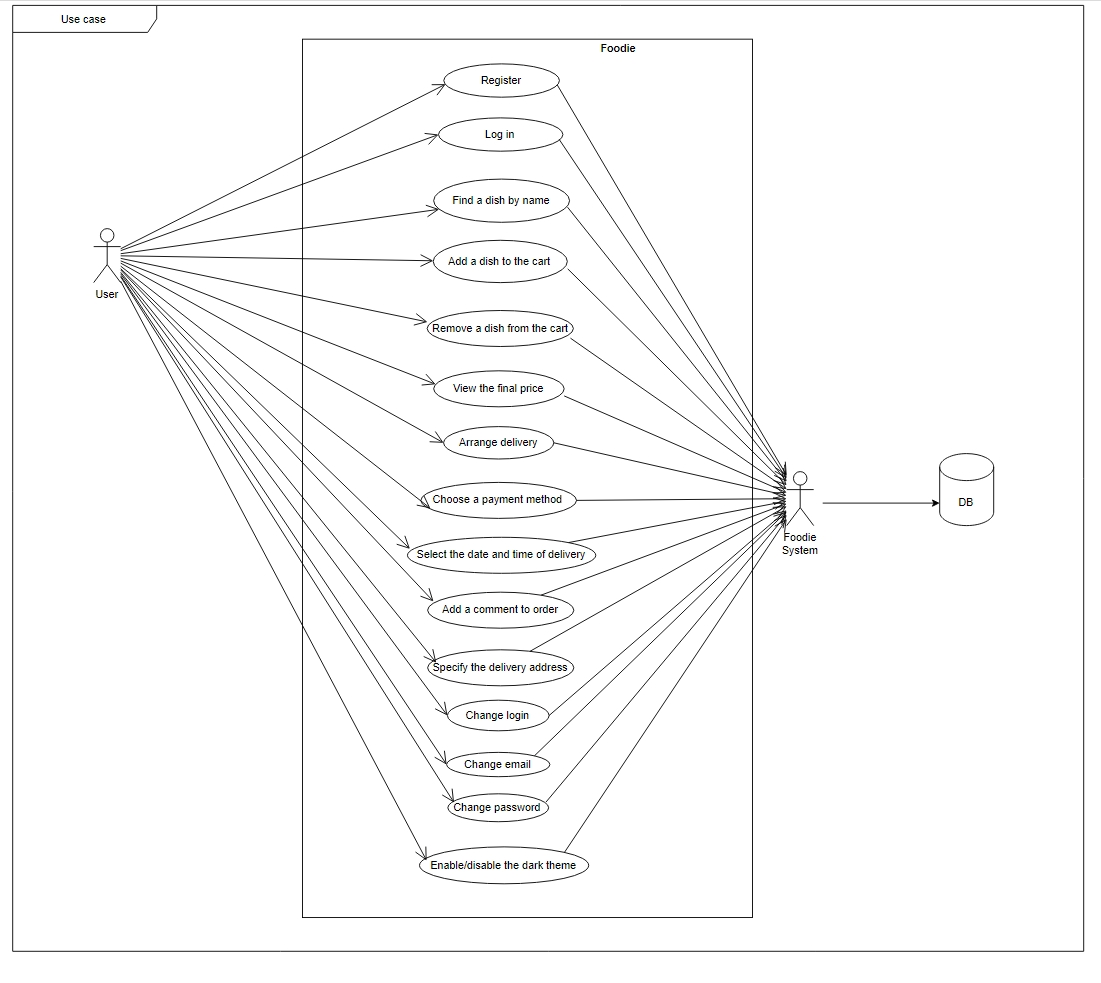 Use case
Foodie
Register
Log in
Find a dish by name
Add a dish to the cart
User
Remove a dish from the cart
View the final price
Arrange delivery
Choose a payment method
DB
Foodie
System
Select the date and time of delivery
Add a comment to order
Specify the delivery address
Change login
Change email
Change password
Enable/disable the dark theme